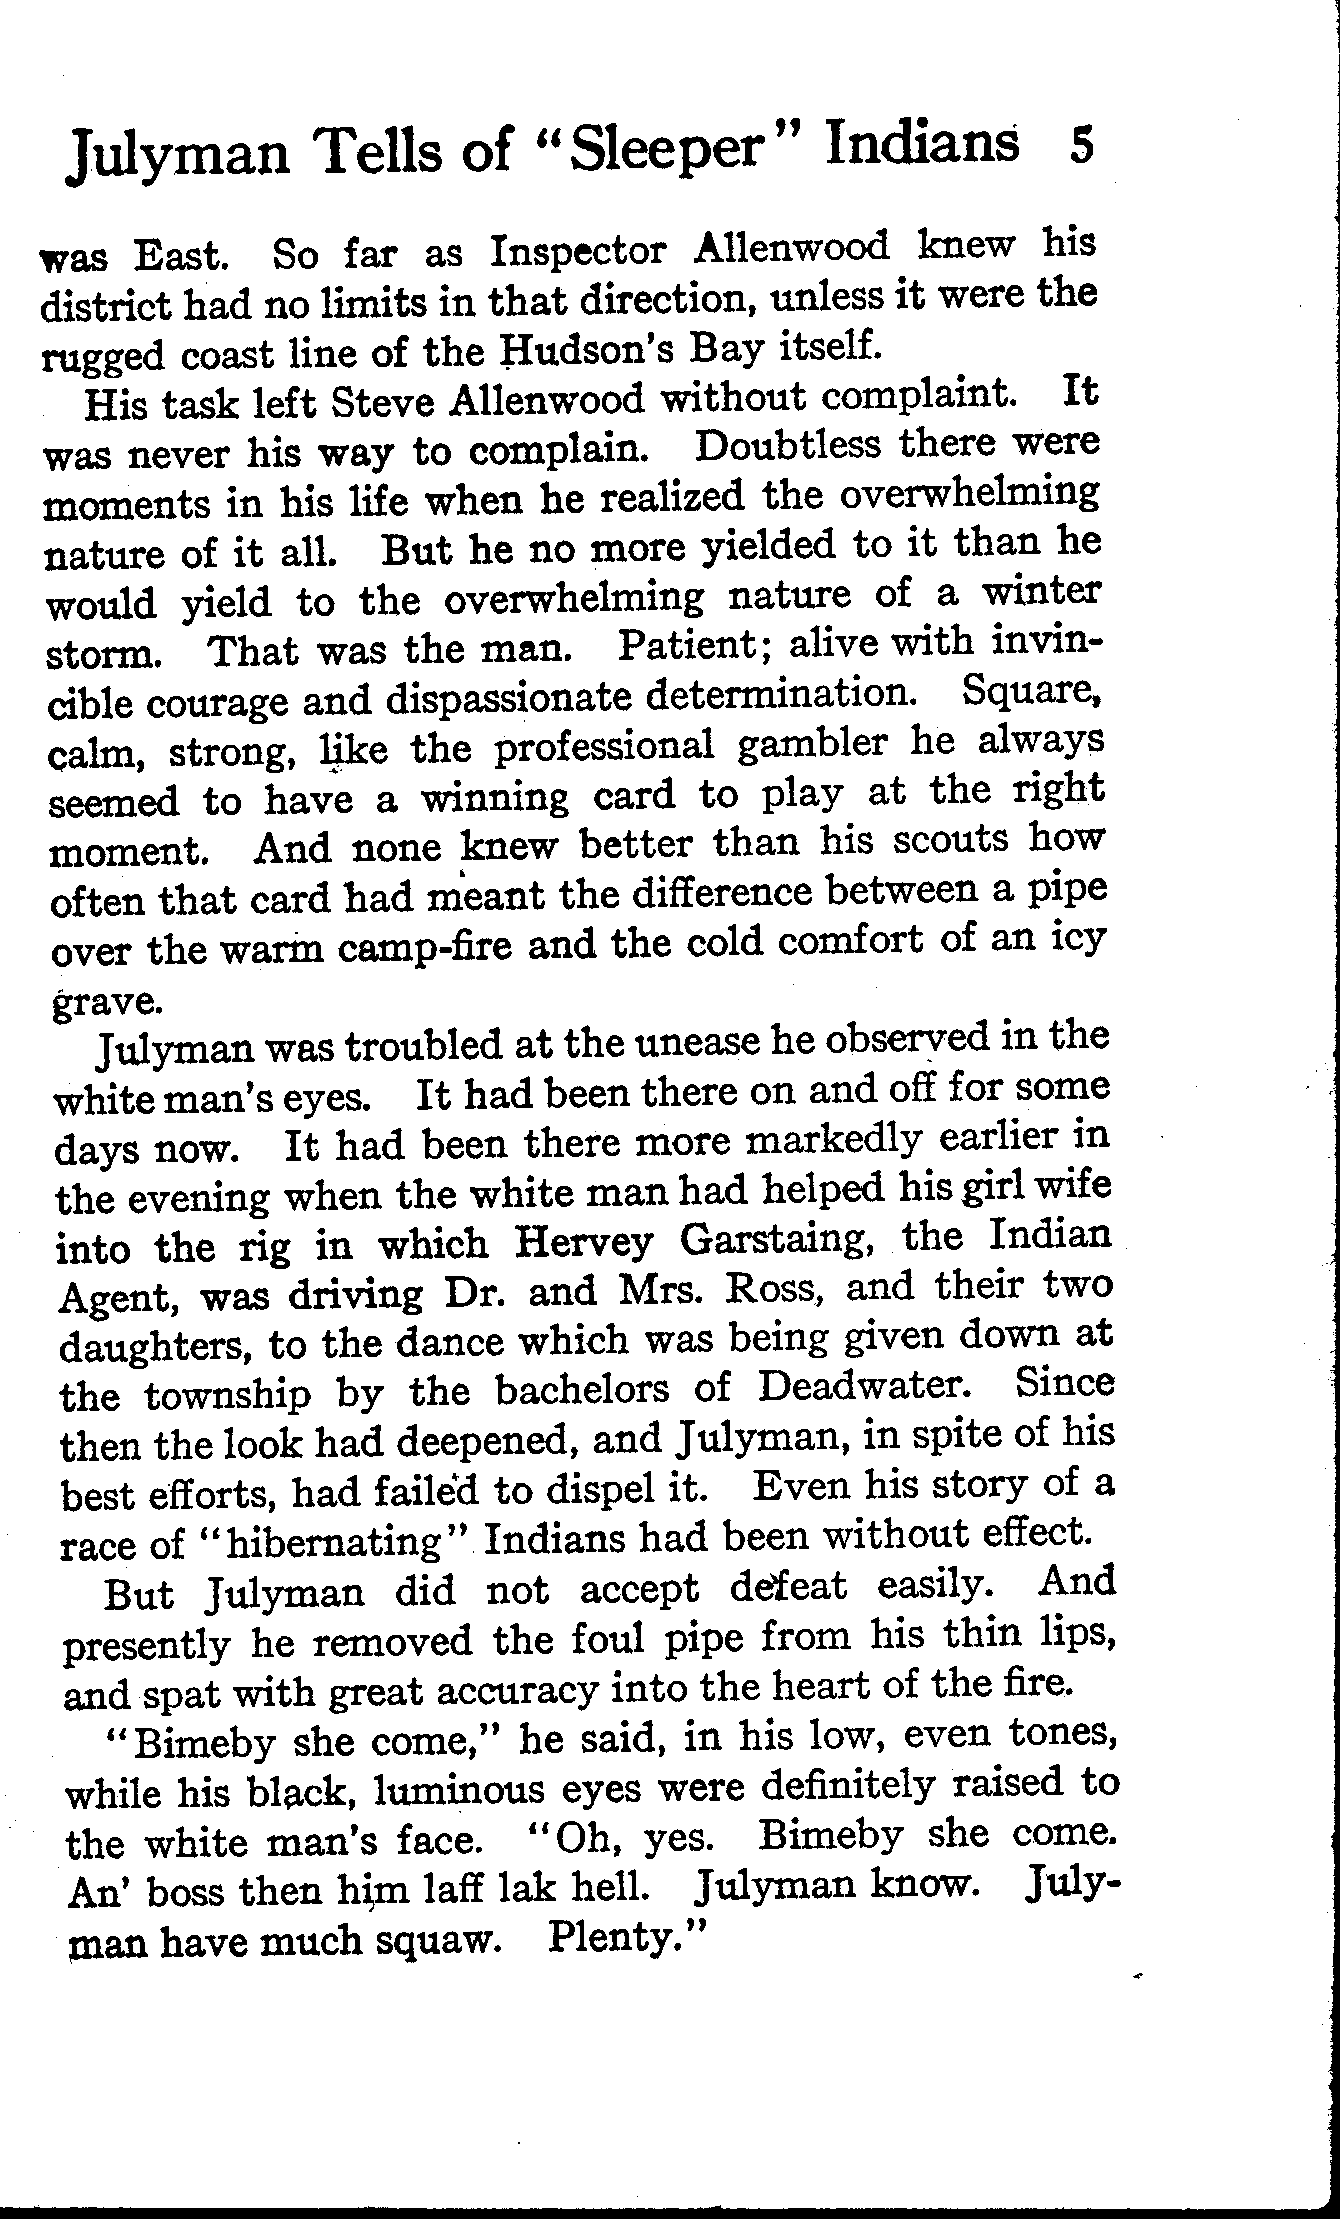 Julyman Tells of "Sleeper" Indians 5
was East. So far as Inspector Allenwood knew his
district had no limits in that direction, unless it were the
rugged coast line of the Hudson's Bay itself.
His task left Steve Allenwood without complaint. It
was never his way to complain. Doubtless there were
moments in his life when he realized the overwhelming
nature of it all. But he no more yielded to it than he
would yield to the overwhelming nature of a winter
storm. That was the man. Patient; alive with invin-
cible courage and dispassionate determination. Square,
calm, strong, like the professional gambler he always
seemed to have a winning card to play at the right
moment. And none knew better than his scouts how
often that card had meant the difference between a pipe
over the warm camp-fire and the cold comfort of an icy
grave.
Julyman was troubled at the unease he observed in the
white man's eyes. It had been there on and off for some
days now. It had been there more markedly earlier in
the evening when the white man had helped his girl wife
into the rig in which Hervey Garstaing, the Indian
Agent, was driving Dr. and Mrs. Ross, and their two
daughters, to the dance which was being given down at
the township by the bachelors of Deadwater. Since
then the look had deepened, and Julyman, in spite of his
best efforts, had failed to dispel it. Even his story of a
race of "hibernating" Indians had been without effect.
But Julyman did not accept defeat easily. And
presently he removed the foul pipe from his thin lips,
and spat with great accuracy into the heart of the fire.
"Bimeby she come," he said, in his low, even tones,
while his black, luminous eyes were definitely raised to
the white man's face. "Oh, yes. Bimeby she come.
An' boss then him laff lak hell. Julyman know. July-
man have much squaw. Plenty."